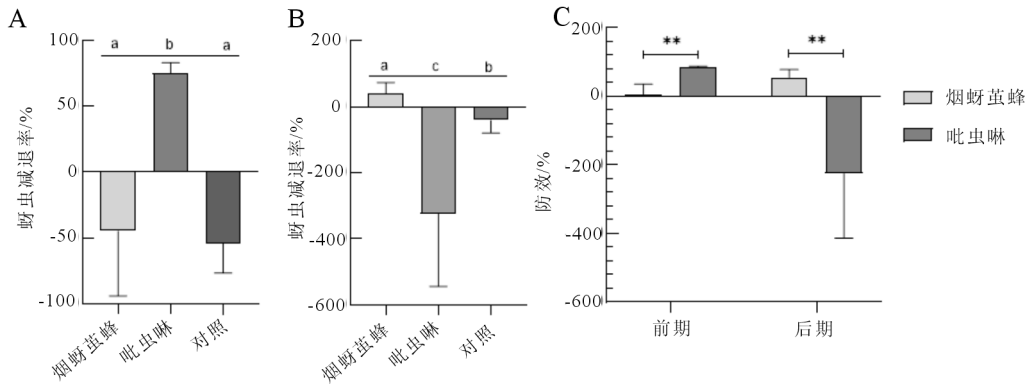 A
蚜虫减退率/%
100
50
0
-50
-100
a b a
烟蚜茧蜂 吡虫啉 对照
B
蚜虫减退率/%
200
0
-200
-400
-600
a c b
烟蚜茧蜂 吡虫啉 对照
C
防效/%
200
0
-200
-400
-600
** **
前期 后期
烟蚜茧蜂
吡虫啉